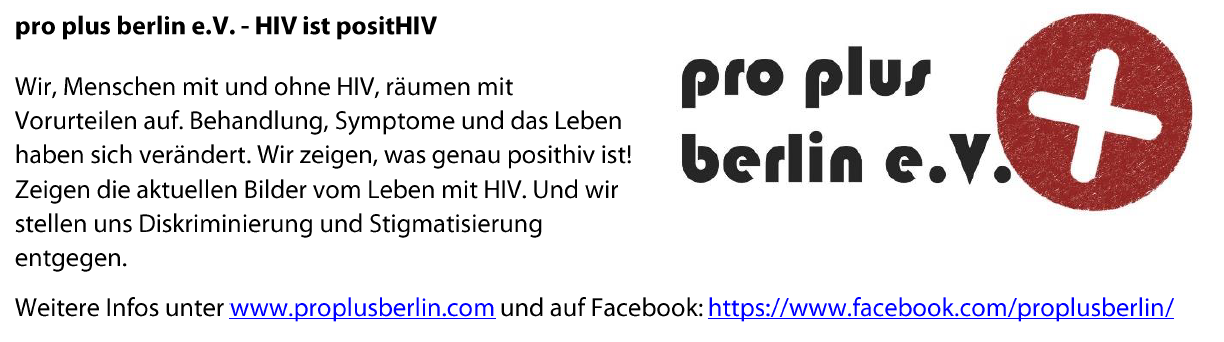 pro plus berlin e.V. - HIV ist positHIV
Wir, Menschen mit und ohne HIV, räumen mit
Vorurteilen auf. Behandlung, Symptome und das Leben
haben sich verändert. Wir zeigen, was genau posithiv ist!
Zeigen die aktuellen Bilder vom Leben mit HIV. Und wir
stellen uns Diskriminierung und Stigmatisierung
entgegen.
pro plus
berlin e.V.
Weitere Infos unter www.proplusberlin.com und auf Facebook: https://www.facebook.com/proplusberlin/